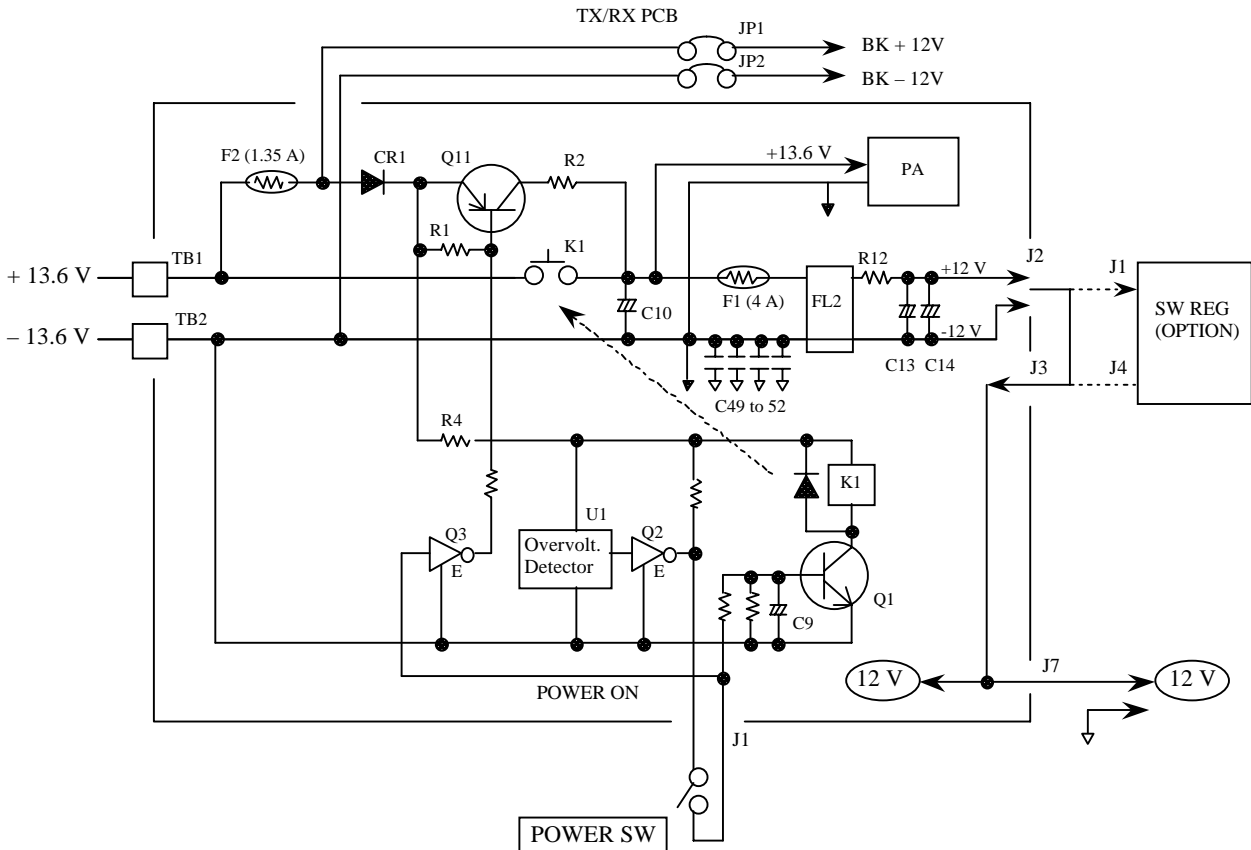 TX/RX PCB
JP1
BK + 12V
JP2
BK – 12V
F2 (1.35 A)
CR1
Q11
R2
+13.6 V
PA
R1
K1
+ 13.6 V
TB1
R12
+12 V
J2
J1
F1 (4 A)
FL2
C10
SW REG
(OPTION)
– 13.6 V
TB2
-12 V
C13
C14
J3
J4
C49 to 52
R4
K1
U1
Q3
E
Overvolt.
Detector
Q2
E
Q1
C9
POWER ON
12 V
J7
12 V
J1
POWER SW